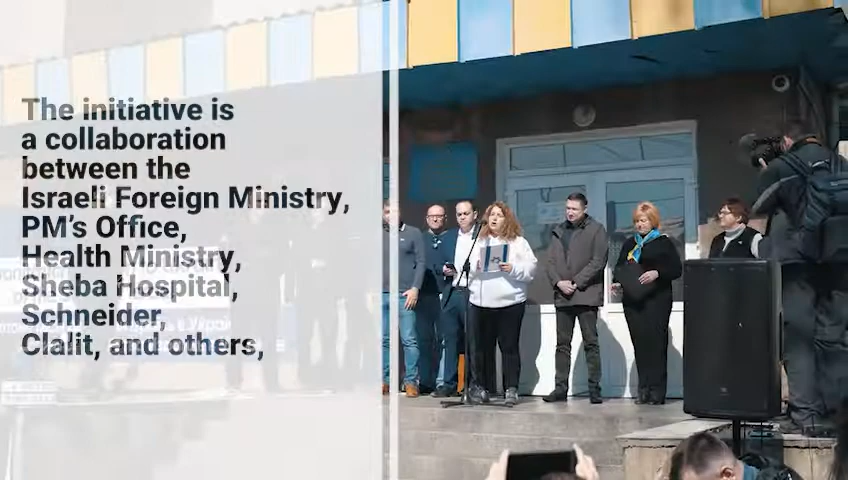 The initiative is
a collaboration
between the
Israeli Foreign Ministry,
PM's Office,
Health Ministry,
Sheba Hospital,
Schneider,
Clalit, and others,